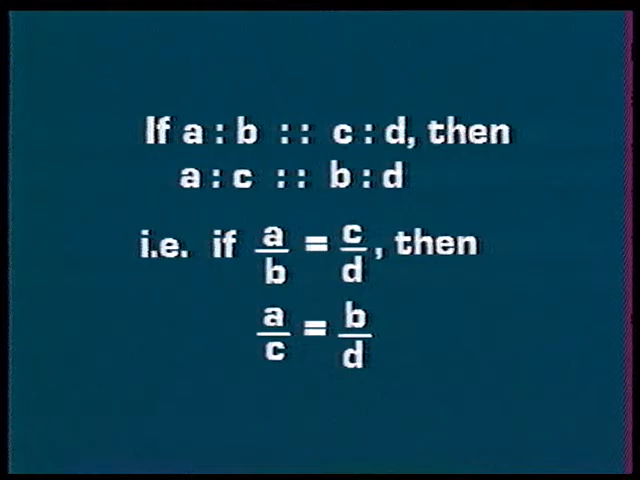 If a : b :: c : d, then
a : c :: b : d
i.e. if a/b = c/d, then
a/c = b/d